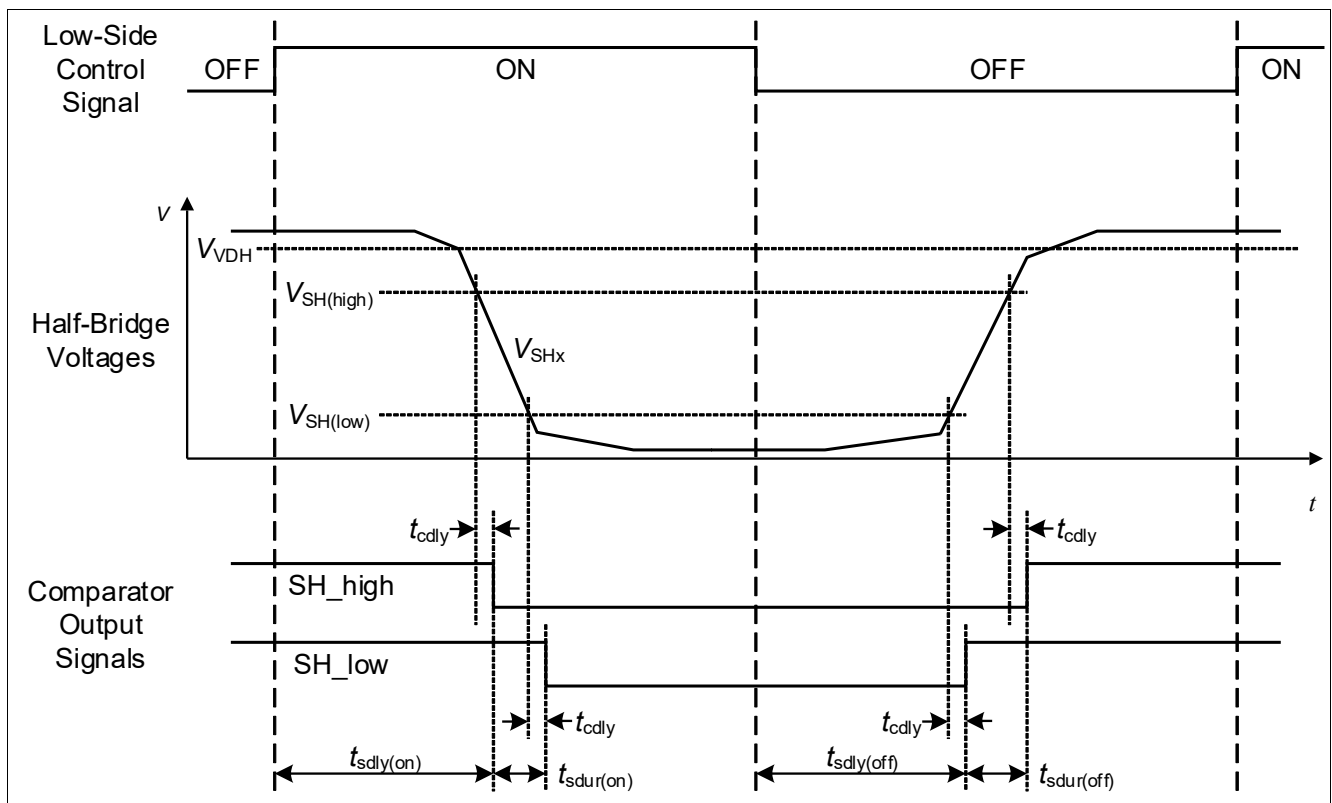 Low-Side
Control
Signal
OFF
ON
OFF
ON
V
VVDH
VSH(high)
Half-Bridge
Voltages
VSHx
VSH(low)
t
tcdly
tcdly
Comparator
Output
Signals
SH_high
SH_low
tcdly
tcdly
tsdly(on)
tsdur(on)
tsdly(off)
tsdur(off)